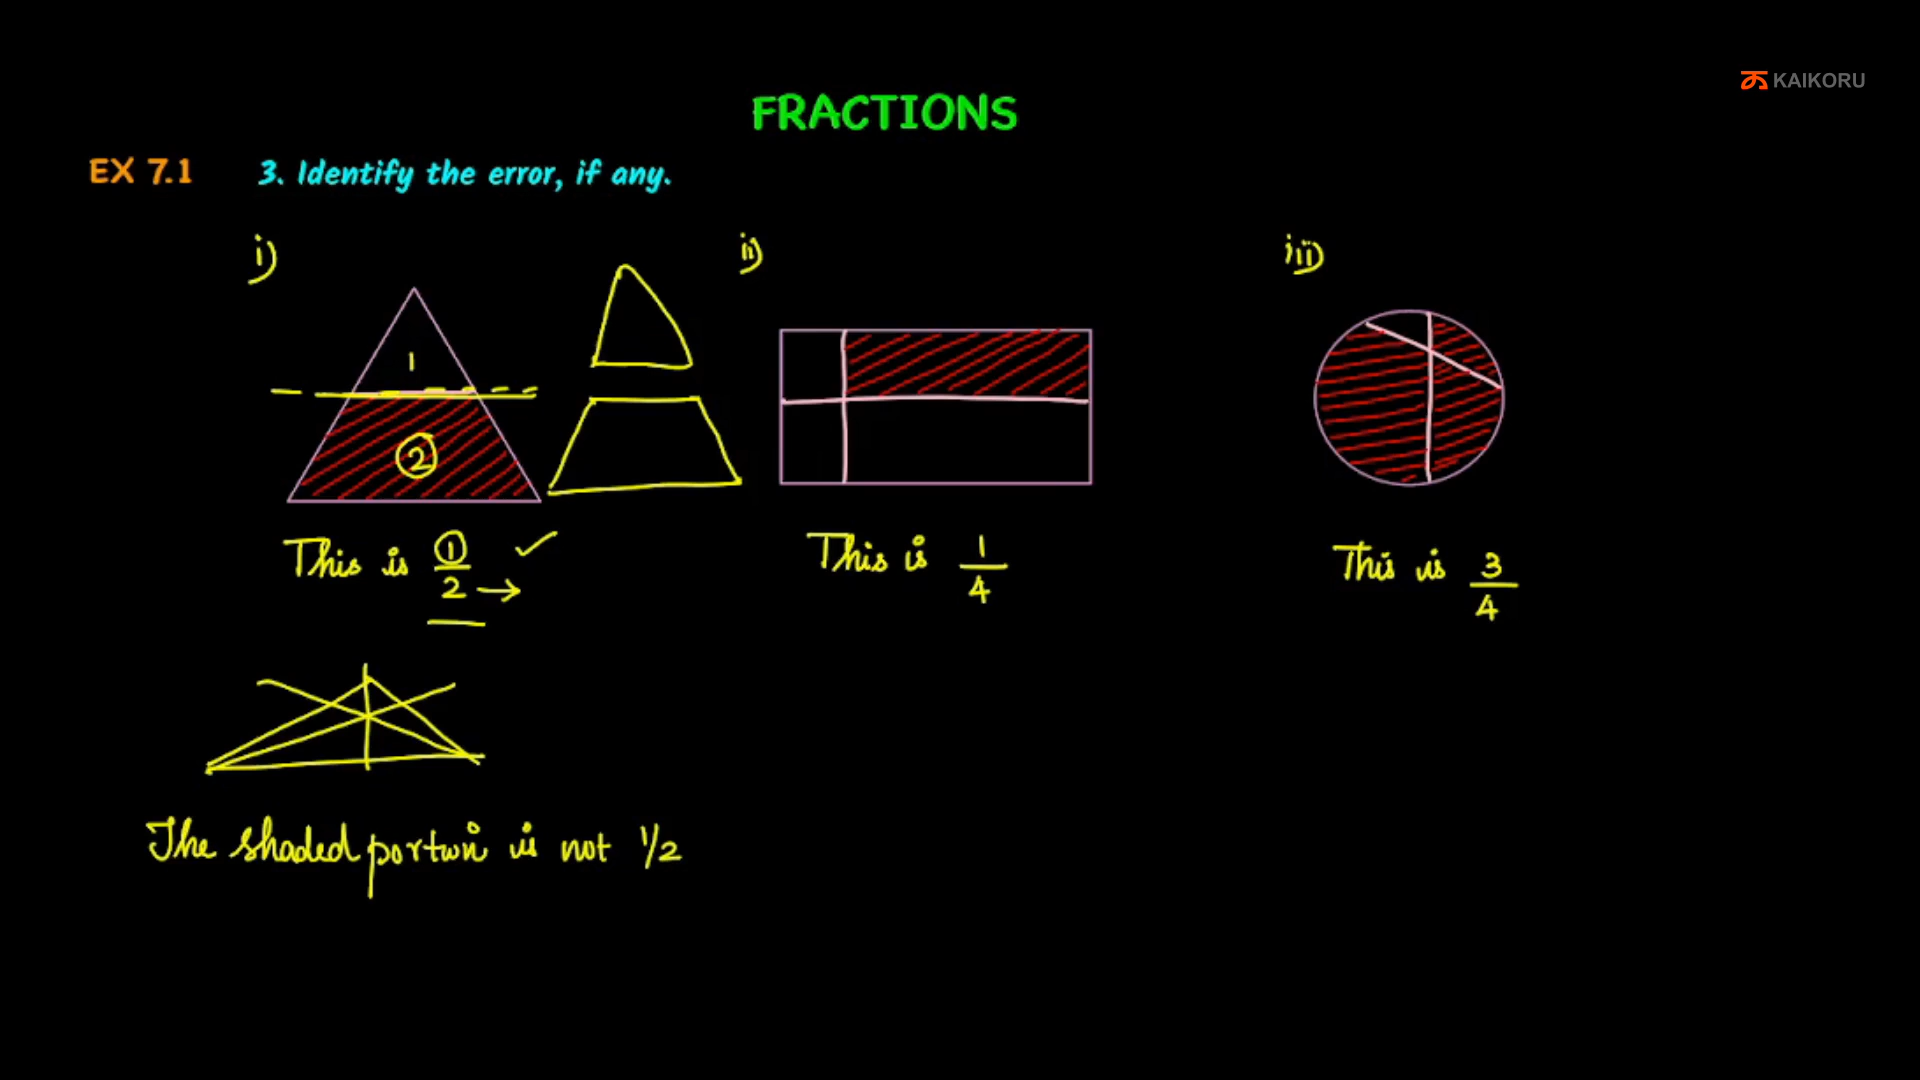 KAIKORU
FRACTIONS
EX 7.1 3. Identify the error, if any.
i)
ii)
iii)
1
2
This is 1/2
This is 1/4
This is 3/4
The shaded portion is not 1/2